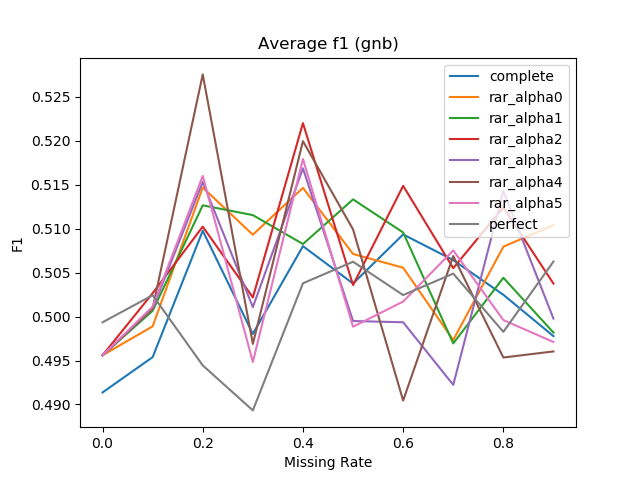 Average f1 (gnb)
complete
rar_alpha0
rar_alpha1
rar_alpha2
rar_alpha3
rar_alpha4
rar_alpha5
perfect
0.525
0.520
0.515
0.510
0.505
0.500
0.495
0.490
F1
0.0 0.2 0.4 0.6 0.8
Missing Rate